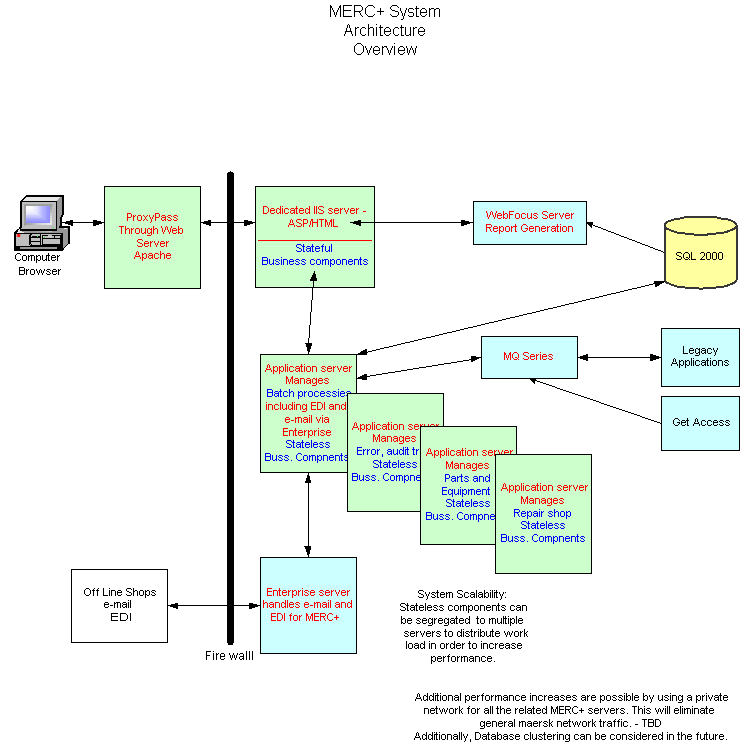 MERC+ System
Architecture
Overview
Computer
Browser
ProxyPass
Through Web
Server
Apache
Dedicated IIS server -
ASP/HTML
Stateful
Business components
WebFocus Server
Report Generation
SQL 2000
Application server
Manages
Batch processies
including EDI and
e-mail via
Enterprise
Stateless
Buss. Compnents
Application server
Manages
Error, audit
Stateless
Buss.
Application server
Manages
Parts and
Equipment
Stateless
Buss.
Application server
Manages
Repair shop
Stateless
Buss. Compnents
MQ Series
Legacy
Applications
Get Access
Off Line Shops
e-mail
EDI
Enterprise server
handles e-mail and
EDI for MERC+
Fire walll
System Scalability:
Stateless components can
be segregated to multiple
servers to distribute work
load in order to increase
performance.
Additional performance increases are possible by using a private
network for all the related MERC+ servers. This will eliminate
general maersk network traffic. - TBD
Additionally, Database clustering can be considered in the future.